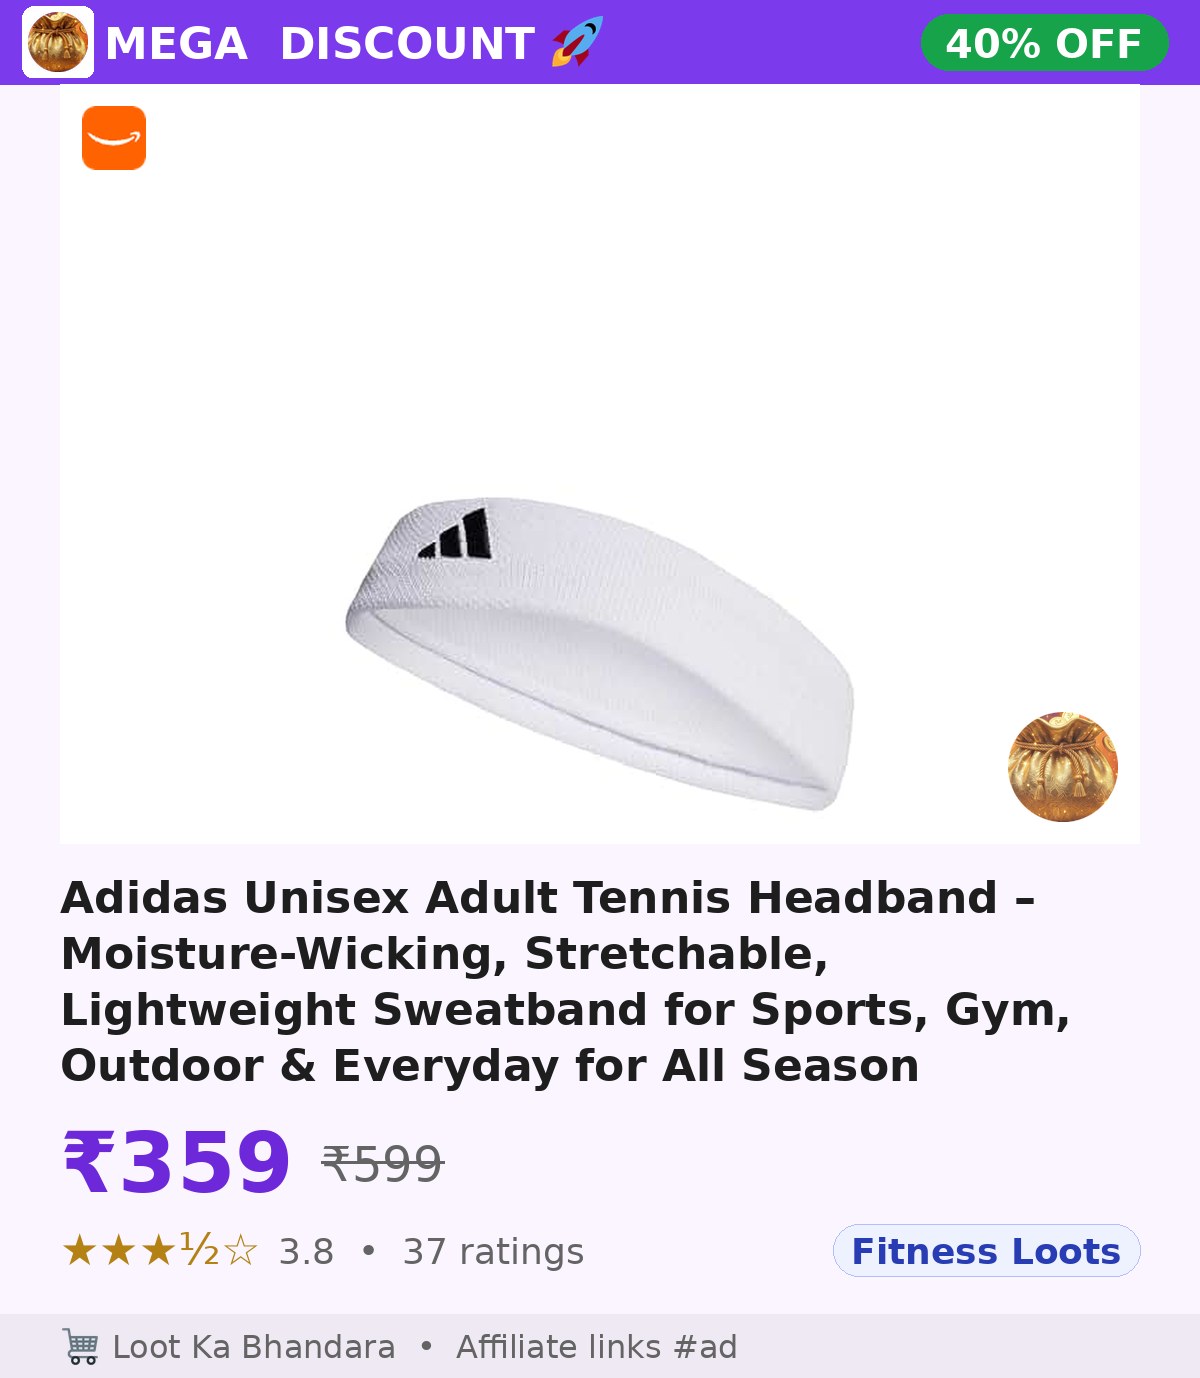 MEGA DISCOUNT 🚀
40% OFF
Adidas Unisex Adult Tennis Headband –
Moisture-Wicking, Stretchable,
Lightweight Sweatband for Sports, Gym,
Outdoor & Everyday for All Season
₹359 ₹599
★★★½☆ 3.8 • 37 ratings
Fitness Loots
🛒 Loot Ka Bhandara • Affiliate links #ad